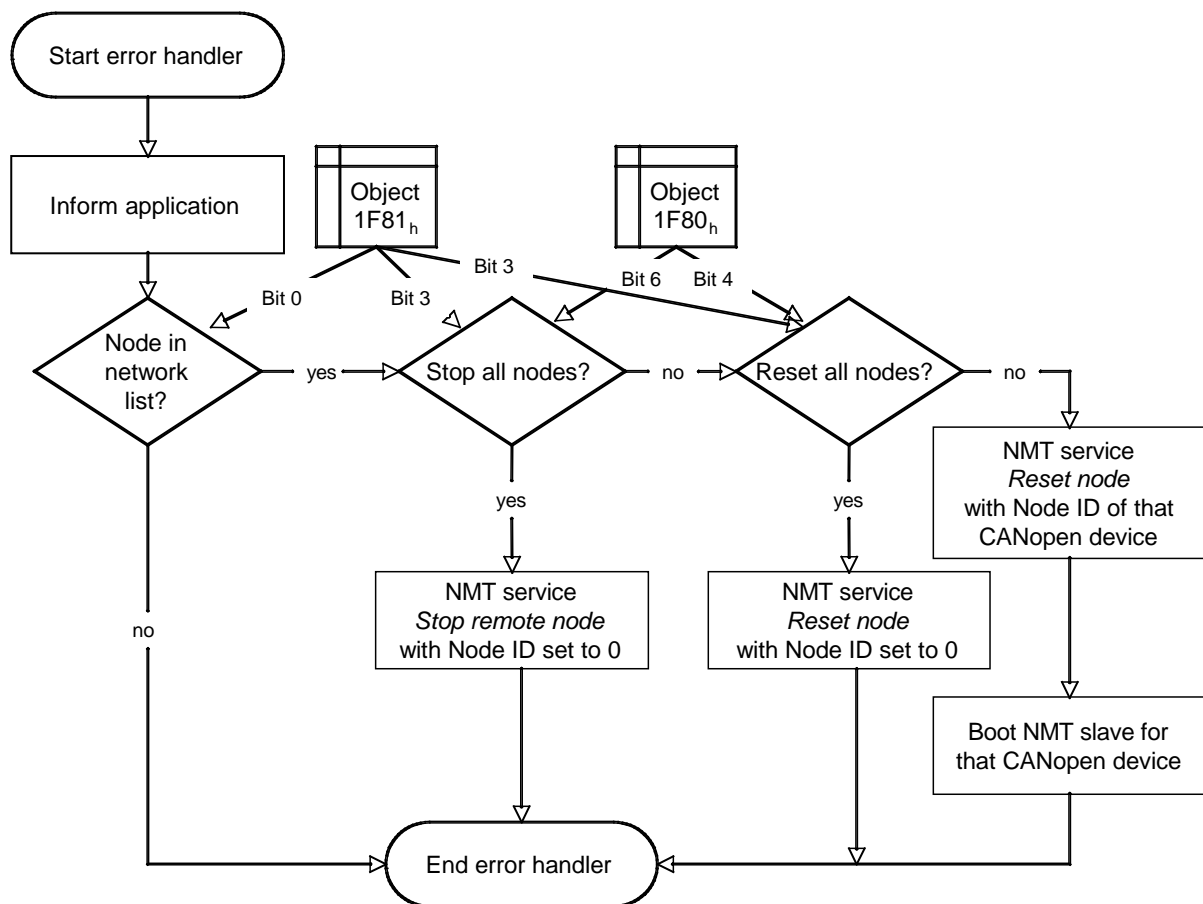 Start error handler
Inform application
Object
1F81h
Object
1F80h
Bit 0
Bit 3
Bit 3
Bit 6
Bit 4
Node in
network
list?
yes
Stop all nodes?
no
Reset all nodes?
no
NMT service
Reset node
with Node ID of that
CANopen device
yes
yes
NMT service
Stop remote node
with Node ID set to 0
NMT service
Reset node
with Node ID set to 0
no
Boot NMT slave for
that CANopen device
End error handler